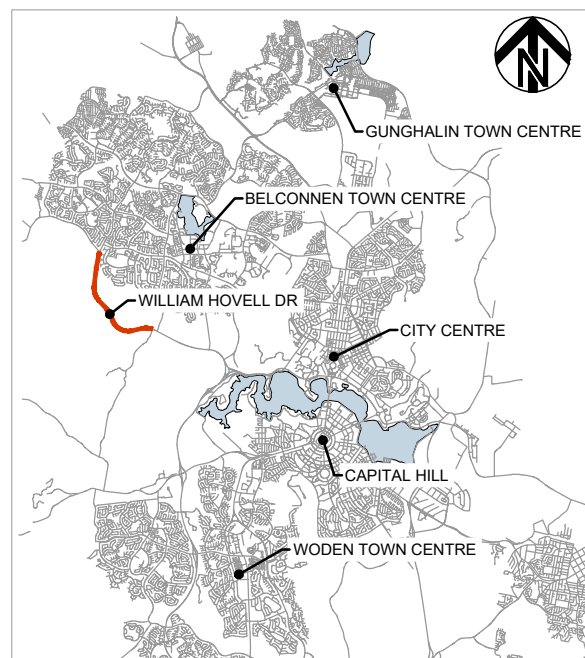 N
GUNGHALIN TOWN CENTRE
BELCONNEN TOWN CENTRE
WILLIAM HOVELL DR
CITY CENTRE
CAPITAL HILL
WODEN TOWN CENTRE